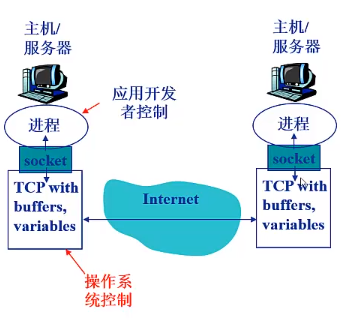 主机/
服务器
进程
socket
TCP with
buffers,
variables
应用开发
者控制
操作系
统控制
Internet
主机/
服务器
进程
socket
TCP with
buffers,
variables